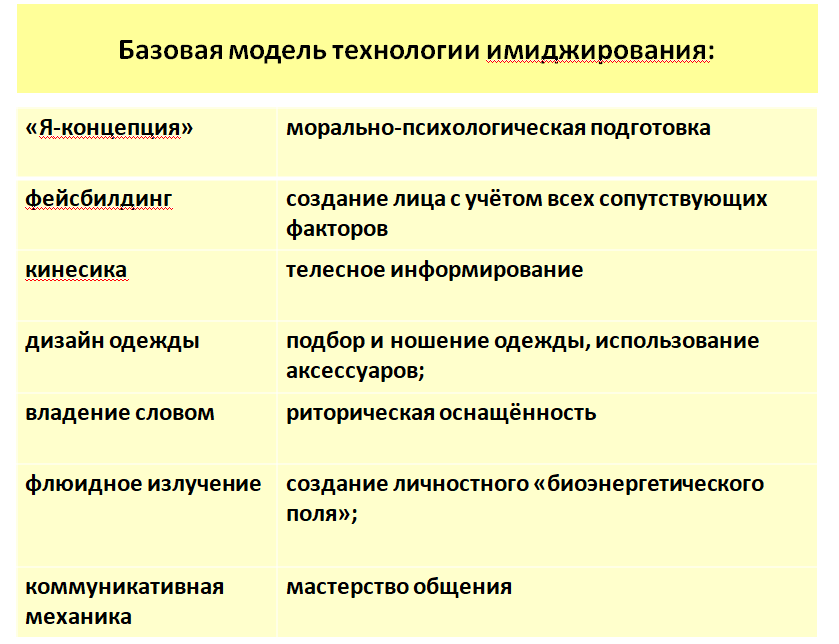 Базовая модель технологии имиджирования:
«Я-концепция» морально-психологическая подготовка
фейсбилдинг создание лица с учётом всех сопутствующих
факторов
кинесика телесное информирование
дизайн одежды подбор и ношение одежды, использование
аксессуаров;
владение словом риторическая оснащённость
флюидное излучение создание личностного «биоэнергетического
поля»;
коммуникативная мастерство общения
механика